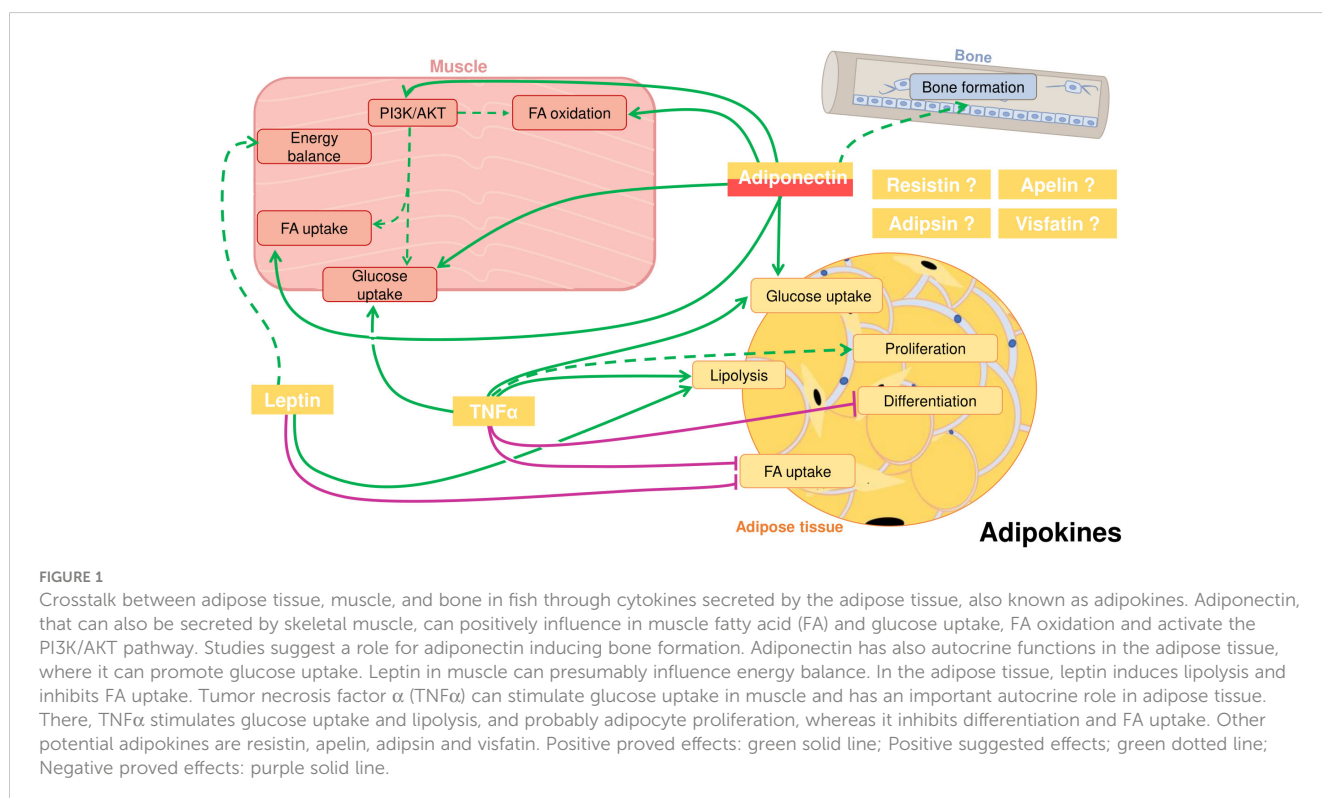 Muscle
Bone
Bone formation
PI3K/AKT
FA oxidation
Energy
balance
Adiponectin
Resistin ?
Apelin ?
Adipsin ?
Visfatin ?
FA uptake
Glucose
uptake
Glucose uptake
Proliferation
Lipolysis
Differentiation
Leptin
TNFα
FA uptake
Adipose tissue
Adipokines
FIGURE 1
Crosstalk between adipose tissue, muscle, and bone in fish through cytokines secreted by the adipose tissue, also known as adipokines. Adiponectin,
that can also be secreted by skeletal muscle, can positively influence in muscle fatty acid (FA) and glucose uptake, FA oxidation and activate the
PI3K/AKT pathway. Studies suggest a role for adiponectin inducing bone formation. Adiponectin has also autocrine functions in the adipose tissue,
where it can promote glucose uptake. Leptin in muscle can presumably influence energy balance. In the adipose tissue, leptin induces lipolysis and
inhibits FA uptake. Tumor necrosis factor α (TNFα) can stimulate glucose uptake in muscle and has an important autocrine role in adipose tissue.
There, TNFα stimulates glucose uptake and lipolysis, and probably adipocyte proliferation, whereas it inhibits differentiation and FA uptake. Other
potential adipokines are resistin, apelin, adipsin and visfatin. Positive proved effects: green solid line; Positive suggested effects; green dotted line;
Negative proved effects: purple solid line.